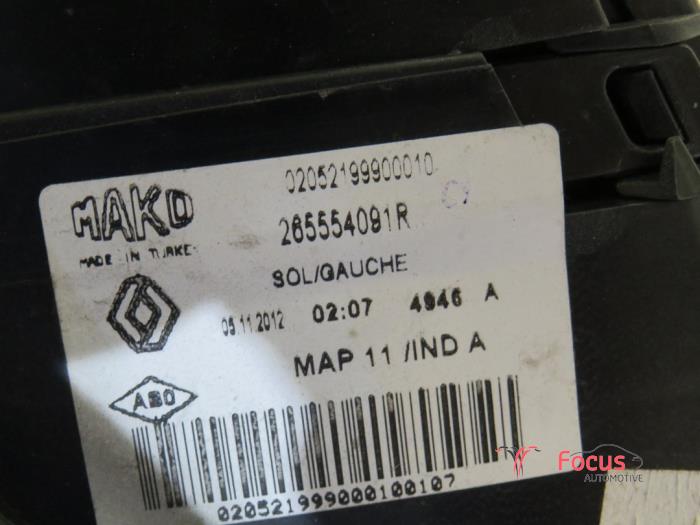 MAKO
MADE IN TURKEY
02052199900010
265554091R
SOL/GAUCHE
05.11.2012 02:07 4946 A
MAP 11 /IND A
ABO
020521999000100107
Focus
AUTOMOTIVE